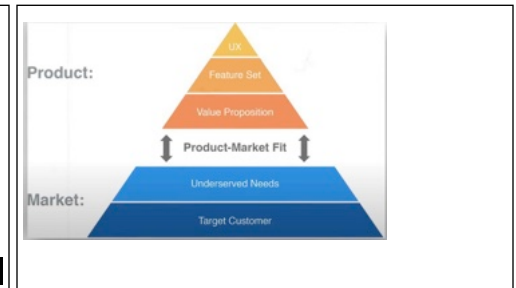 UX
Product:
Feature Set
Value Proposition
Product-Market Fit
Underserved Needs
Market:
Target Customer